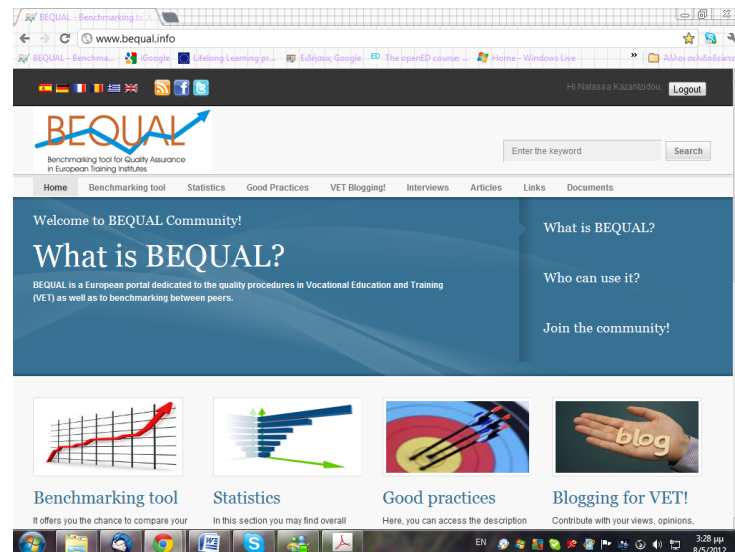 BEQUAL - Benchmarking to
www.bequal.info
BEQUAL - Benchma... iGoogle Lifelong Learning pr... Ειδήσεις Google The openED course: ... Home - Windows Live » Άλλοι σελιδοδείκτε
Hi Natassa Kazantzidou, Logout
BEQUAL
Benchmarking tool for Quality Assurance
in European Training Institutes
Enter the keyword Search
Home Benchmarking tool Statistics Good Practices VET Blogging! Interviews Articles Links Documents
Welcome to BEQUAL Community!
What is BEQUAL?
BEQUAL is a European portal dedicated to the quality procedures in Vocational Education and Training
(VET) as well as to benchmarking between peers.
What is BEQUAL?
Who can use it?
Join the community!
blog
Benchmarking tool Statistics Good practices Blogging for VET!
It offers you the chance to compare your In this section you may find overall Here, you can access the description Contribute with your views, opinions,
EN 3:28 μμ
8/5/2012